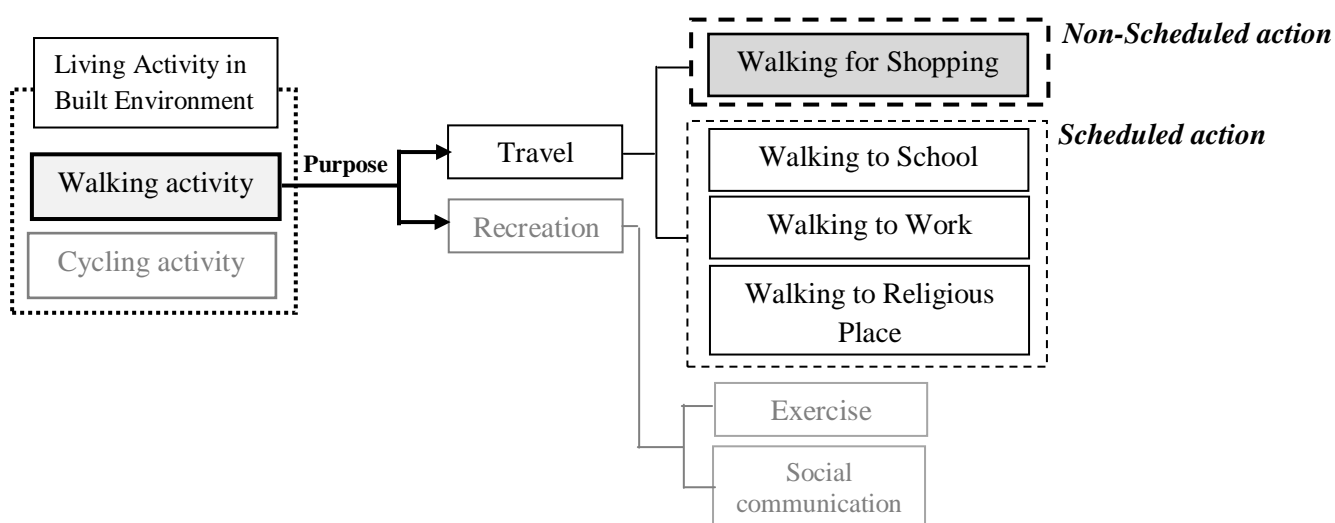 Living Activity in
Built Environment
Walking activity
Cycling activity
Purpose
Travel
Recreation
Walking for Shopping
Non-Scheduled action
Scheduled action
Walking to School
Walking to Work
Walking to Religious
Place
Exercise
Social
communication